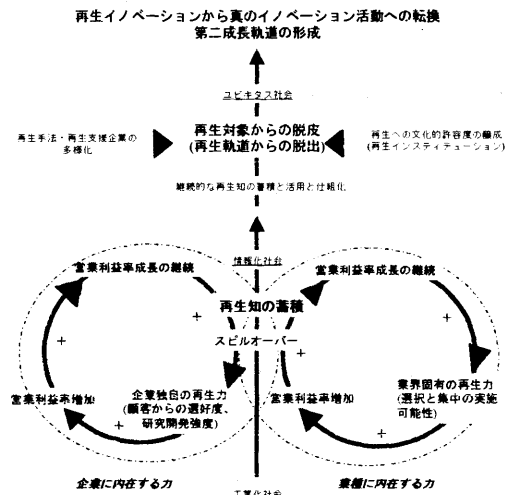 再生イノベーションから真のイノベーション活動への転換
第二成長軌道の形成
ユビキタス社会
再生手法・再生支援企業の
多様化
再生対象からの脱皮
(再生軌道からの脱出)
再生への文化的許容度の醸成
(再生インスティテューション)
継続的な再生知の蓄積と活用と仕組化
情報化社会
営業利益率成長の継続
営業利益率成長の継続
再生知の蓄積
スピルオーバー
+
+
+
+
営業利益率増加
企業独自の再生力
(顧客からの選好度、
研究開発強度)
営業利益率増加
業界固有の再生力
(選択と集中の実施
可能性)
+
+
企業に内在する力
業種に内在する力
工業化社会